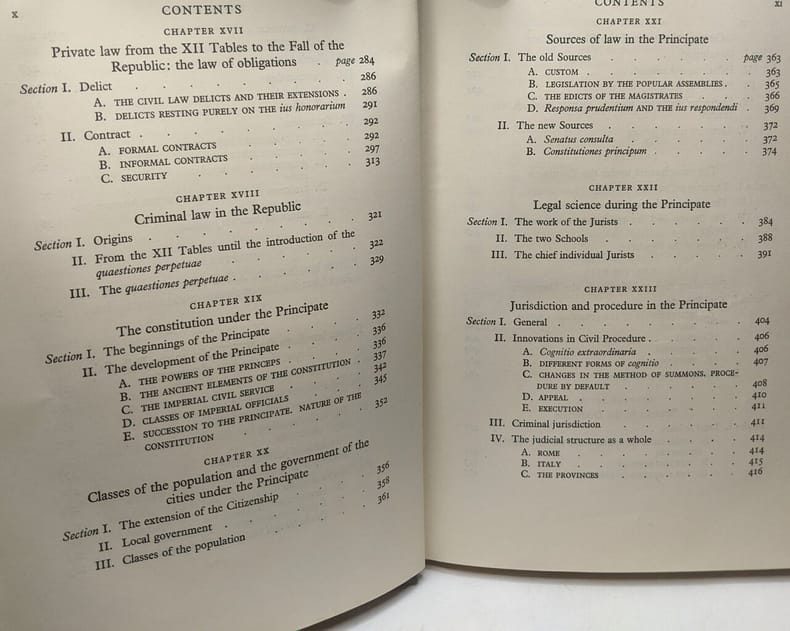 x
CONTENTS
CHAPTER XVII
Private law from the XII Tables to the Fall of the
Republic: the law of obligations . page 284
Section I. Delict . . . . . . 286
A. THE CIVIL LAW DELICTS AND THEIR EXTENSIONS . 286
B. DELICTS RESTING PURELY ON THE ius honorarium 291
II. Contract . . . . . . 292
A. FORMAL CONTRACTS . . . . 292
B. INFORMAL CONTRACTS . . . . 297
C. SECURITY . . . . . 313
CHAPTER XVIII
Criminal law in the Republic
Section I. Origins . . . . . . 321
II. From the XII Tables until the introduction of the
quaestiones perpetuae . . . . 322
III. The quaestiones perpetuae . . . . 329
CHAPTER XIX
The constitution under the Principate
Section I. The beginnings of the Principate . . . 332
II. The development of the Principate . . . 336
A. THE POWERS OF THE PRINCEPS . . . 336
B. THE ANCIENT ELEMENTS OF THE CONSTITUTION . 337
C. THE IMPERIAL CIVIL SERVICE . . . 342
D. CLASSES OF IMPERIAL OFFICIALS . . . 345
E. SUCCESSION TO THE PRINCIPATE. NATURE OF THE
CONSTITUTION . . . . . 352
CHAPTER XX
Classes of the population and the government of the
cities under the Principate
Section I. The extension of the Citizenship . . . 356
II. Local government . . . . . 358
III. Classes of the population . . . . 361
CONTENTS
xi
CHAPTER XXI
Sources of law in the Principate
Section I. The old Sources . . . . . page 363
A. CUSTOM . . . . . . 363
B. LEGISLATION BY THE POPULAR ASSEMBLIES . . 365
C. THE EDICTS OF THE MAGISTRATES . . 366
D. Responsa prudentium AND THE ius respondendi . 369
II. The new Sources . . . . . 372
A. Senatus consulta . . . . . 372
B. Constitutiones principum . . . . 374
CHAPTER XXII
Legal science during the Principate
Section I. The work of the Jurists . . . . . 384
II. The two Schools . . . . . 388
III. The chief individual Jurists . . . . 391
CHAPTER XXIII
Jurisdiction and procedure in the Principate
Section I. General . . . . . . 404
II. Innovations in Civil Procedure . . . . 406
A. Cognitio extraordinaria . . . . 406
B. DIFFERENT FORMS OF cognitio . . . 407
C. CHANGES IN THE METHOD OF SUMMONS. PROCE-
DURE BY DEFAULT . . . . 408
D. APPEAL . . . . . . 410
E. EXECUTION . . . . . 411
III. Criminal jurisdiction . . . . . 411
IV. The judicial structure as a whole . . . . 414
A. ROME . . . . . . 414
B. ITALY . . . . . . 415
C. THE PROVINCES . . . . . 416